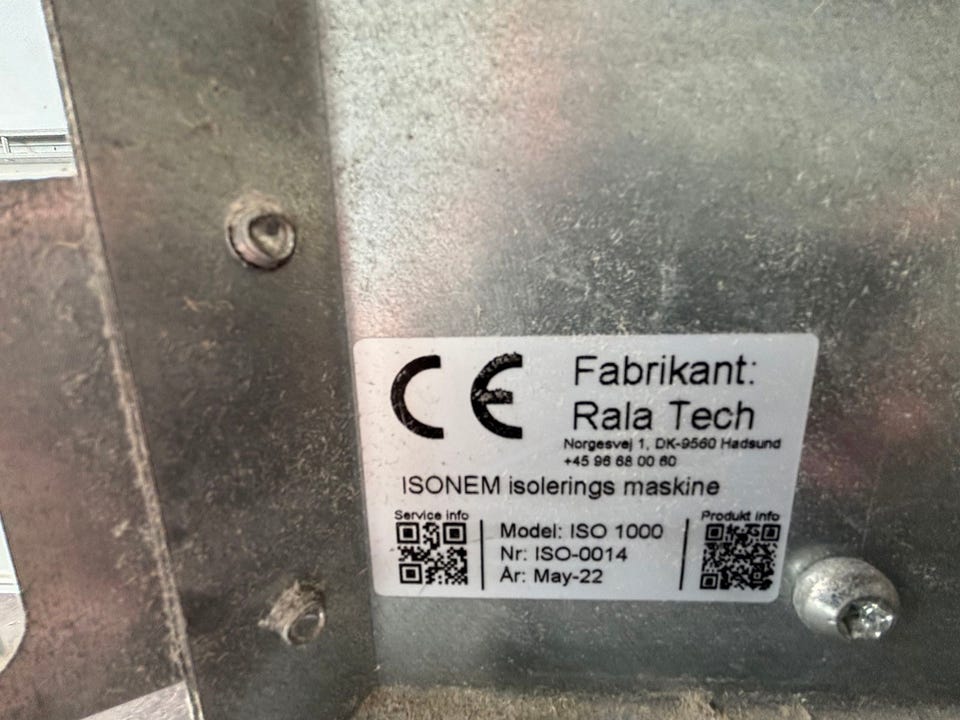 CE
Fabrikant:
Rala Tech
Norgesvej 1, DK-9560 Hadsund
+45 96 68 00 60
ISONEM isolerings maskine
Service info
Model: ISO 1000
Nr: ISO-0014
År: May-22
Produkt info